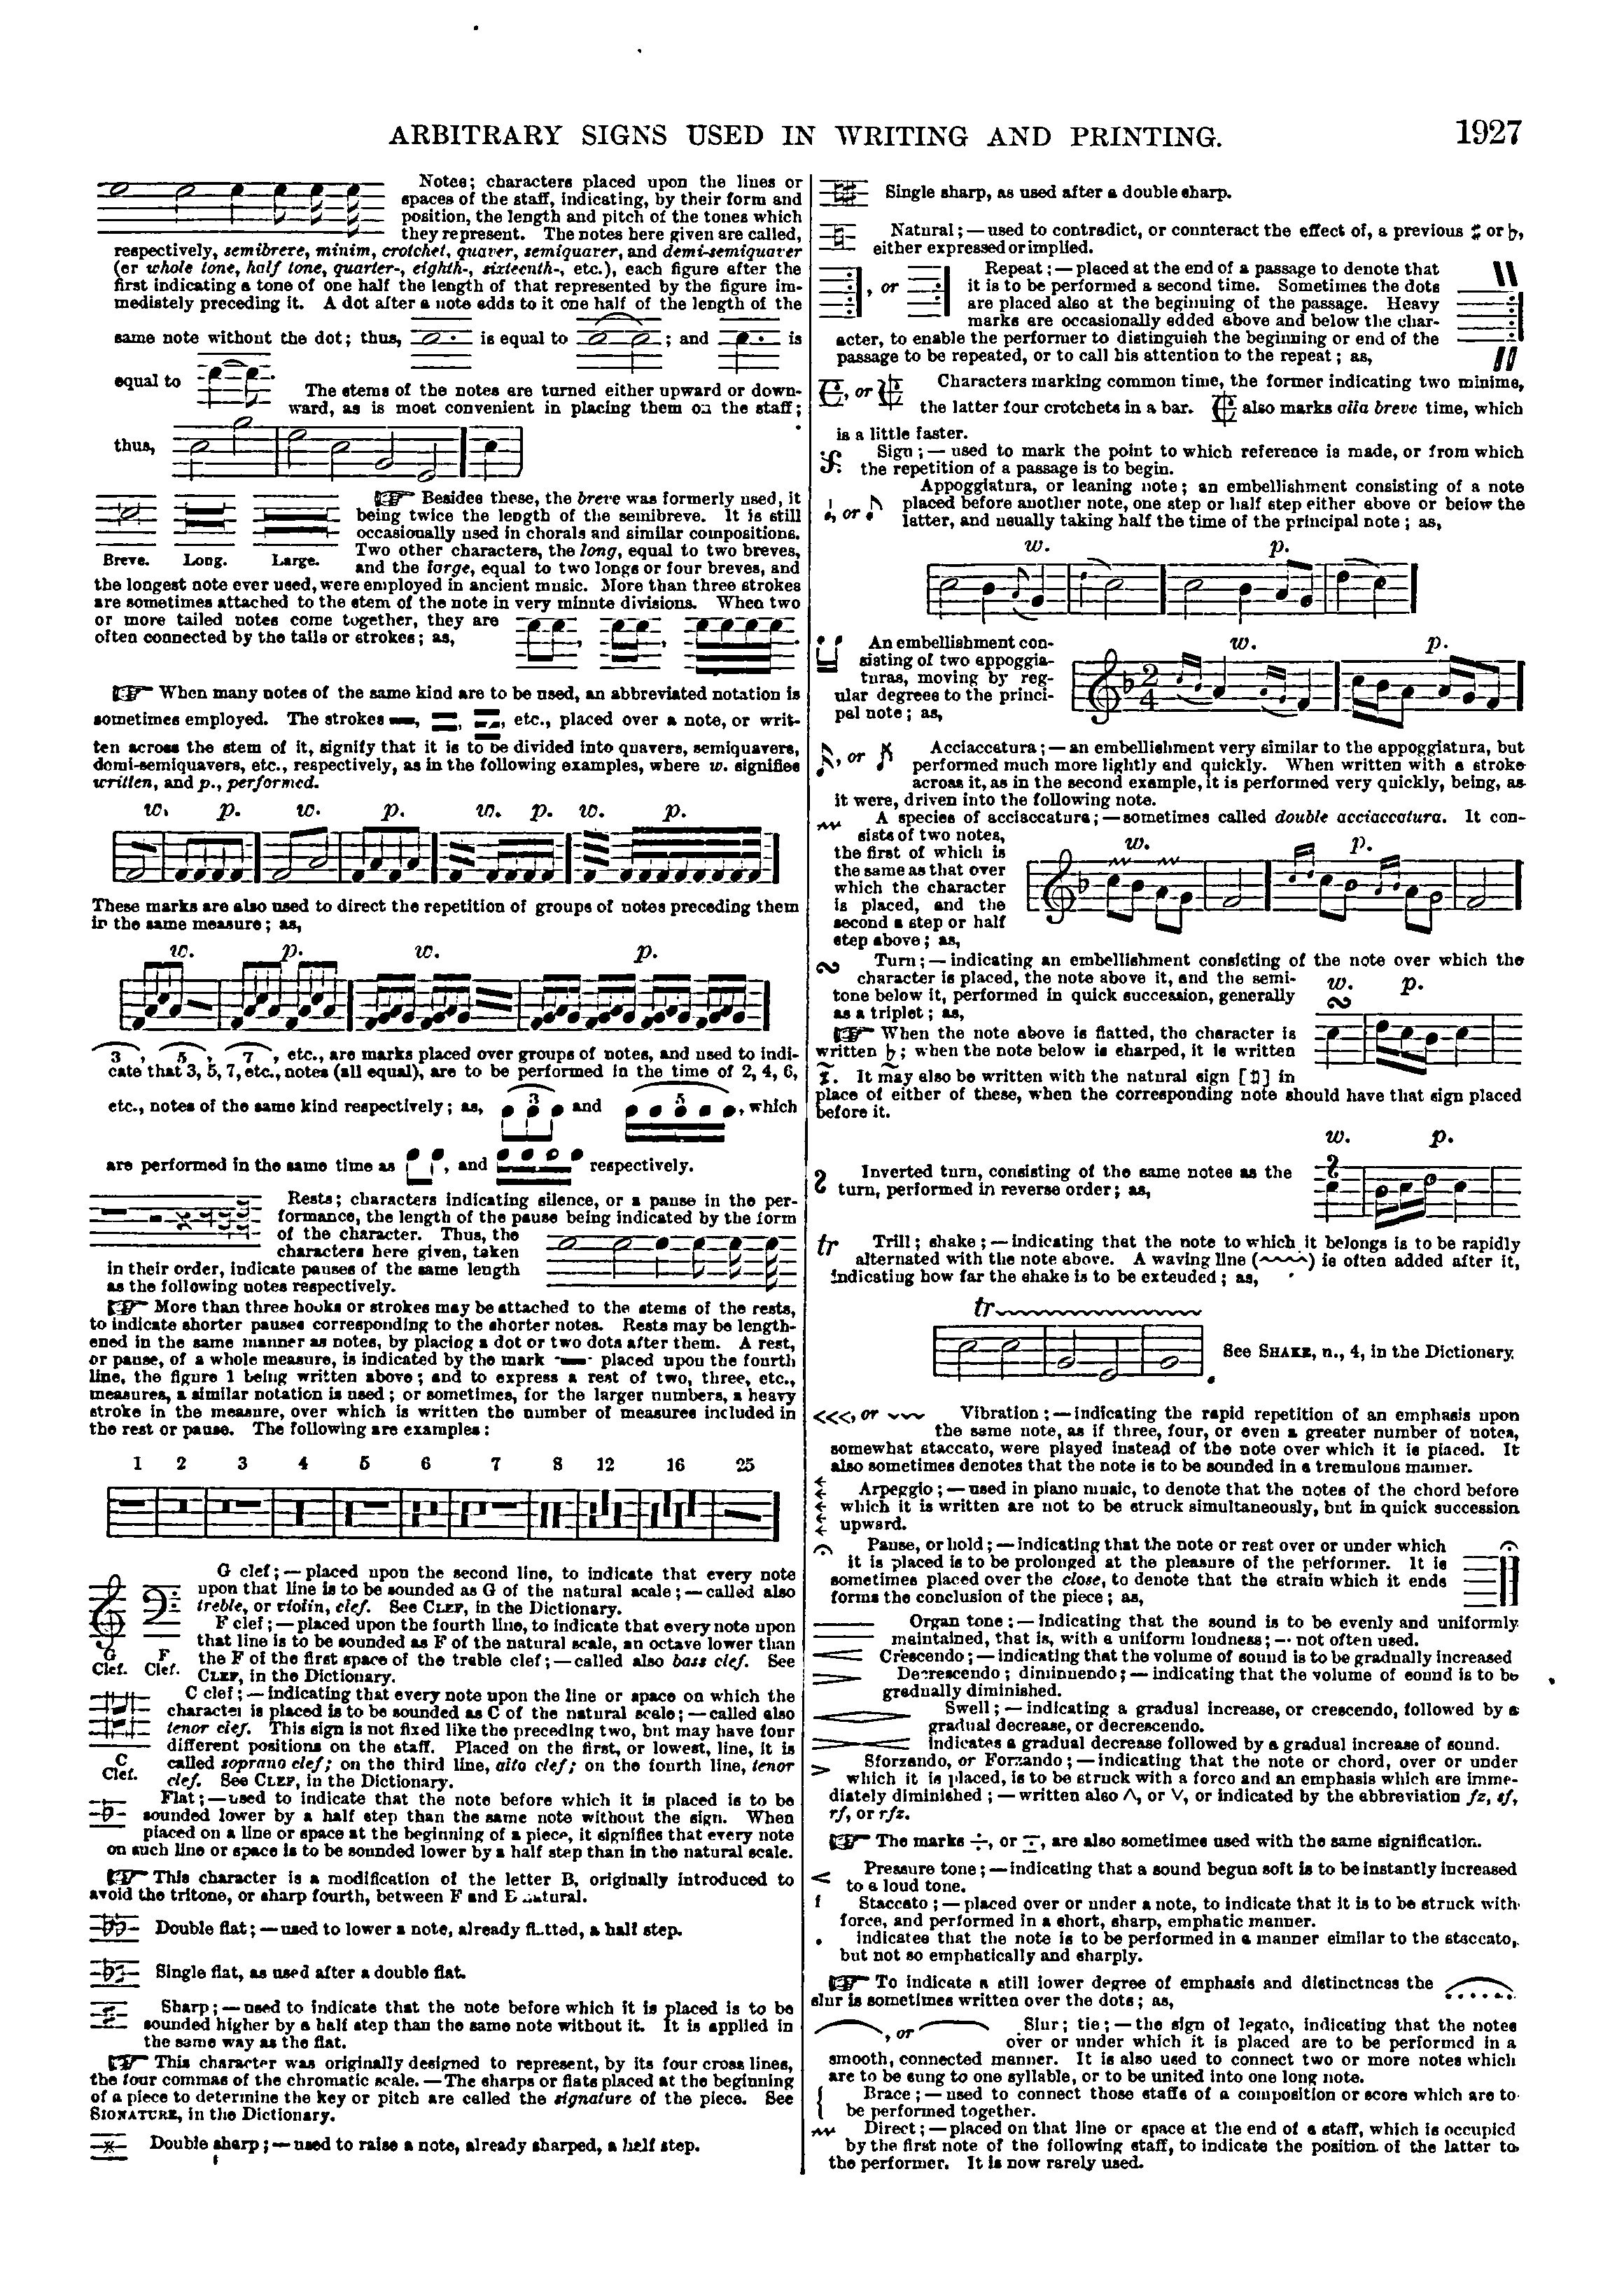 ARBITRARY SIGNS USED IN WRITING AND PRINTING. 1927
Notes; characters placed upon the lines or
spaces of the staff, indicating, by their form and
position, the length and pitch of the tones which
they represent. The notes here given are called,
respectively, semibreve, minim, crotchet, quaver, semiquaver, and demi-semiquaver
(or whole tone, half tone, quarter-, eighth-, sixteenth-, etc.), each figure after the
first indicating a tone of one half the length of that represented by the figure im-
mediately preceding it. A dot after a note adds to it one half of the length of the
same note without the dot; thus, is equal to ; and is
equal to
The stems of the notes are turned either upward or down-
ward, as is most convenient in placing them on the staff;
thus,
Besides these, the breve was formerly used, it
being twice the length of the semibreve. It is still
occasionally used in chorals and similar compositions.
Two other characters, the long, equal to two breves,
Breve. Long. Large.
and the large, equal to two longs or four breves, and
the longest note ever used, were employed in ancient music. More than three strokes
are sometimes attached to the stem of the note in very minute divisions. When two
or more tailed notes come together, they are
often connected by the tails or strokes; as,
When many notes of the same kind are to be used, an abbreviated notation is
sometimes employed. The strokes , , , etc., placed over a note, or writ-
ten across the stem of it, signify that it is to be divided into quavers, semiquavers,
demi-semiquavers, etc., respectively, as in the following examples, where w. signifies
written, and p., performed.
w. p. w. p. w. p. w. p.
These marks are also used to direct the repetition of groups of notes preceding them
in the same measure; as,
w. p. w. p.
3, 5, 7, etc., are marks placed over groups of notes, and used to indi-
cate that 3, 5, 7, etc., notes (all equal), are to be performed in the time of 2, 4, 6,
etc., notes of the same kind respectively; as, 3 and 5, which
are performed in the same time as , and respectively.
Rests; characters indicating silence, or a pause in the per-
formance, the length of the pause being indicated by the form
of the character. Thus, the
characters here given, taken
in their order, indicate pauses of the same length
as the following notes respectively.
More than three hooks or strokes may be attached to the stems of the rests,
to indicate shorter pauses corresponding to the shorter notes. Rests may be length-
ened in the same manner as notes, by placing a dot or two dots after them. A rest,
or pause, of a whole measure, is indicated by the mark placed upon the fourth
line, the figure 1 being written above; and to express a rest of two, three, etc.,
measures, a similar notation is used; or sometimes, for the larger numbers, a heavy
stroke in the measure, over which is written the number of measures included in
the rest or pause. The following are examples:
1 2 3 4 5 6 7 8 12 16 25
G clef;—placed upon the second line, to indicate that every note
upon that line is to be sounded as G of the natural scale;—called also
treble, or violin, clef. See CLEF, in the Dictionary.
F clef;—placed upon the fourth line, to indicate that every note upon
that line is to be sounded as F of the natural scale, an octave lower than
the F of the first space of the treble clef;—called also bass clef. See
CLEF, in the Dictionary.
G Clef. F Clef.
C clef;—indicating that every note upon the line or space on which the
character is placed is to be sounded as C of the natural scale;—called also
tenor clef. This sign is not fixed like the preceding two, but may have four
different positions on the staff. Placed on the first, or lowest, line, it is
called soprano clef; on the third line, alto clef; on the fourth line, tenor
clef. See CLEF, in the Dictionary.
C Clef.
Flat;—used to indicate that the note before which it is placed is to be
sounded lower by a half step than the same note without the sign. When
placed on a line or space at the beginning of a piece, it signifies that every note
on such line or space is to be sounded lower by a half step than in the natural scale.
This character is a modification of the letter B, originally introduced to
avoid the tritone, or sharp fourth, between F and B natural.
Double flat;—used to lower a note, already flatted, a half step.
Single flat, as used after a double flat.
Sharp;—used to indicate that the note before which it is placed is to be
sounded higher by a half step than the same note without it. It is applied in
the same way as the flat.
This character was originally designed to represent, by its four cross lines,
the four commas of the chromatic scale.—The sharps or flats placed at the beginning
of a piece to determine the key or pitch are called the signature of the piece. See
SIGNATURE, in the Dictionary.
Double sharp;—used to raise a note, already sharped, a half step.
Single sharp, as used after a double sharp.
Natural;—used to contradict, or counteract the effect of, a previous ♯ or ♭,
either expressed or implied.
Repeat;—placed at the end of a passage to denote that
, or it is to be performed a second time. Sometimes the dots
are placed also at the beginning of the passage. Heavy
marks are occasionally added above and below the char-
acter, to enable the performer to distinguish the beginning or end of the
passage to be repeated, or to call his attention to the repeat; as,
, or Characters marking common time, the former indicating two minims,
the latter four crotchets in a bar. also marks alla breve time, which
is a little faster.
Sign;—used to mark the point to which reference is made, or from which
the repetition of a passage is to begin.
Appoggiatura, or leaning note; an embellishment consisting of a note
, or placed before another note, one step or half step either above or below the
latter, and usually taking half the time of the principal note; as,
w. p.
An embellishment con-
sisting of two appoggia-
turas, moving by reg-
ular degrees to the princi-
pal note; as,
w. p.
2 4
, or Acciaccatura;—an embellishment very similar to the appoggiatura, but
performed much more lightly and quickly. When written with a stroke
across it, as in the second example, it is performed very quickly, being, as
it were, driven into the following note.
A species of acciaccatura;—sometimes called double acciaccatura. It con-
sists of two notes,
the first of which is
the same as that over
which the character
is placed, and the
second a step or half
step above; as,
w. p.
Turn;—indicating an embellishment consisting of the note over which the
character is placed, the note above it, and the semi-
tone below it, performed in quick succession, generally
as a triplet; as,
w. p.
When the note above is flatted, the character is
written ♭; when the note below is sharped, it is written
. It may also be written with the natural sign [♮] in
place of either of these, when the corresponding note should have that sign placed
before it.
w. p.
Inverted turn, consisting of the same notes as the
turn, performed in reverse order; as,
tr Trill; shake;—indicating that the note to which it belongs is to be rapidly
alternated with the note above. A waving line (~~~~) is often added after it,
indicating how far the shake is to be extended; as,
tr
See SHAKE, n., 4, in the Dictionary.
<<<, or Vibration;—indicating the rapid repetition of an emphasis upon
the same note, as if three, four, or even a greater number of notes,
somewhat staccato, were played instead of the note over which it is placed. It
also sometimes denotes that the note is to be sounded in a tremulous manner.
Arpeggio;—used in piano music, to denote that the notes of the chord before
which it is written are not to be struck simultaneously, but in quick succession
upward.
Pause, or hold;—indicating that the note or rest over or under which
it is placed is to be prolonged at the pleasure of the performer. It is
sometimes placed over the close, to denote that the strain which it ends
forms the conclusion of the piece; as,
Organ tone;—indicating that the sound is to be evenly and uniformly
maintained, that is, with a uniform loudness;—not often used.
Crescendo;—indicating that the volume of sound is to be gradually increased
Decrescendo; diminuendo;—indicating that the volume of sound is to be
gradually diminished.
Swell;—indicating a gradual increase, or crescendo, followed by a
gradual decrease, or decrescendo.
indicates a gradual decrease followed by a gradual increase of sound.
> Sforzando, or Forzando;—indicating that the note or chord, over or under
which it is placed, is to be struck with a force and an emphasis which are imme-
diately diminished;—written also ∧, or ∨, or indicated by the abbreviation fz, sf,
rf, or rfz.
The marks ÷, or , are also sometimes used with the same signification.
< Pressure tone;—indicating that a sound begun soft is to be instantly increased
to a loud tone.
Staccato;—placed over or under a note, to indicate that it is to be struck with
force, and performed in a short, sharp, emphatic manner.
. indicates that the note is to be performed in a manner similar to the staccato,
but not so emphatically and sharply.
To indicate a still lower degree of emphasis and distinctness the
slur is sometimes written over the dots; as,
, or Slur; tie;—the sign of legato, indicating that the notes
over or under which it is placed are to be performed in a
smooth, connected manner. It is also used to connect two or more notes which
are to be sung to one syllable, or to be united into one long note.
{ Brace;—used to connect those staffs of a composition or score which are to
be performed together.
Direct;—placed on that line or space at the end of a staff, which is occupied
by the first note of the following staff, to indicate the position of the latter to
the performer. It is now rarely used.